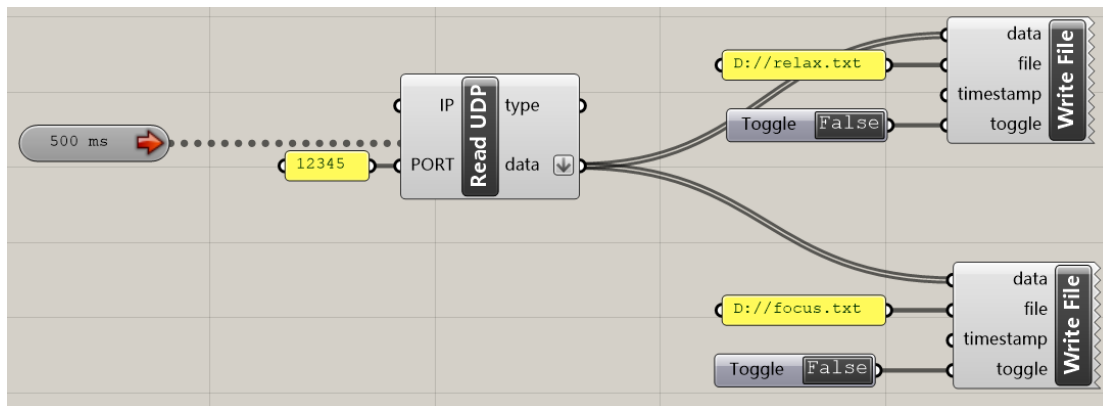 500 ms
12345
IP
PORT
Read UDP
type
data
D://relax.txt
Toggle False
data
file
timestamp
toggle
Write File
D://focus.txt
Toggle False
data
file
timestamp
toggle
Write File